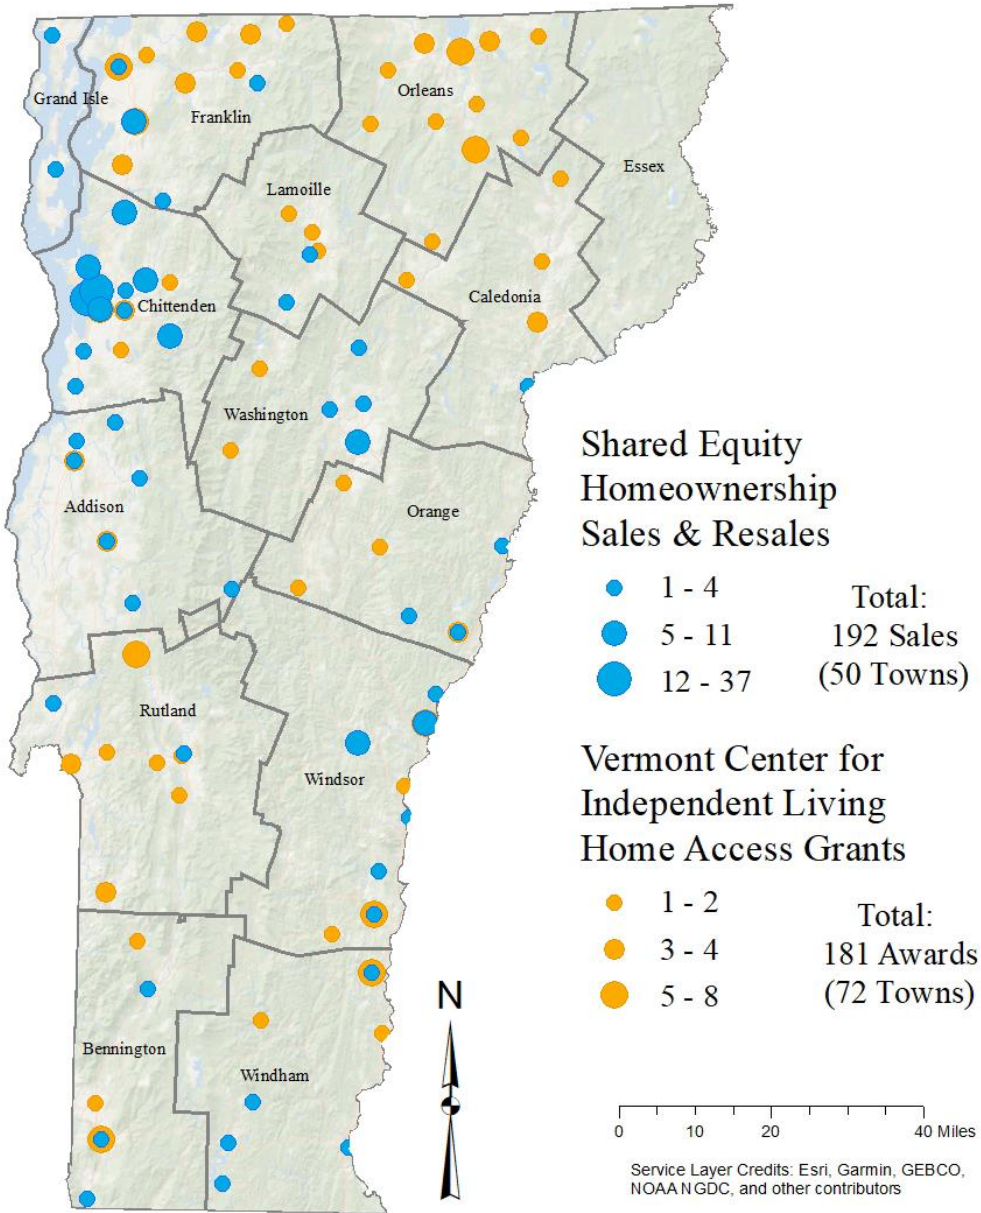 Grand Isle
Franklin
Orleans
Essex
Lamoille
Chittenden
Caledonia
Washington
Addison
Orange
Rutland
Windsor
Bennington
Windham
Shared Equity
Homeownership
Sales & Resales
1 - 4
5 - 11
12 - 37
Total:
192 Sales
(50 Towns)
Vermont Center for
Independent Living
Home Access Grants
1 - 2
3 - 4
5 - 8
Total:
181 Awards
(72 Towns)
N
0 10 20 40 Miles
Service Layer Credits: Esri, Garmin, GEBCO,
NOAA NGDC, and other contributors